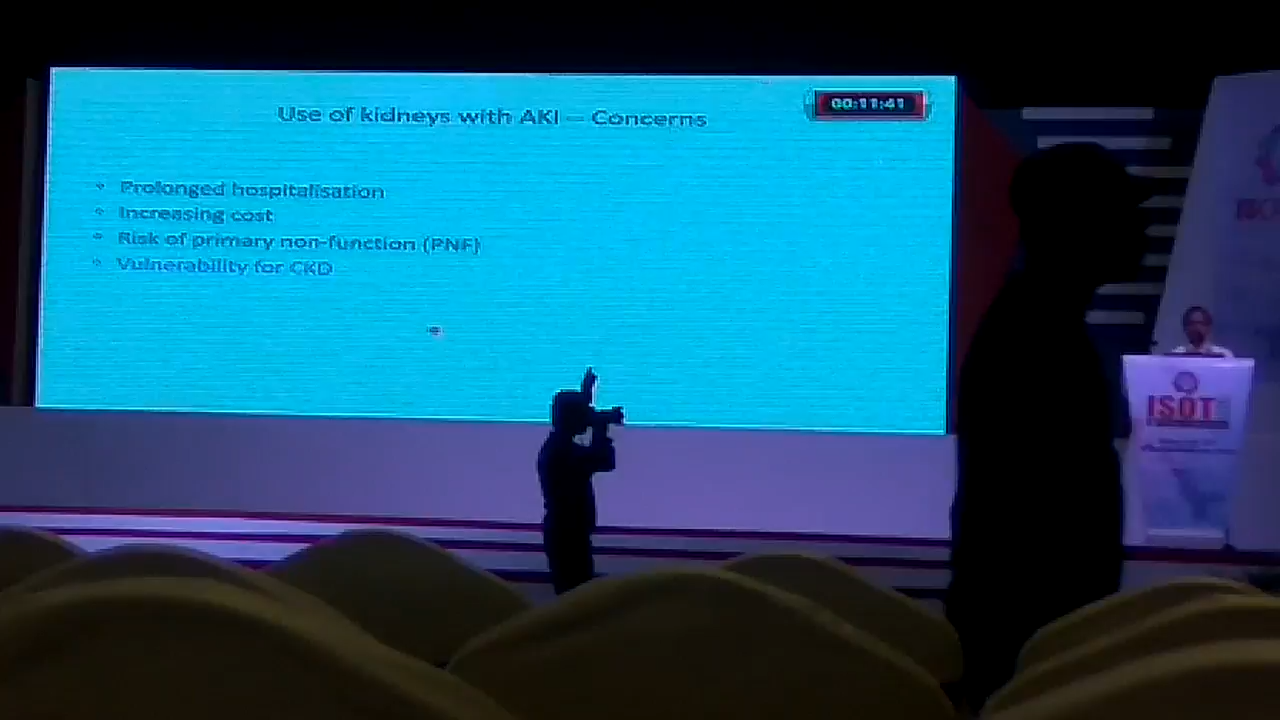 Use of kidneys with AKI – Concerns
00:11:41
Prolonged hospitalisation
Increasing cost
Risk of primary non-function (PNF)
Vulnerability for CKD
ISOT